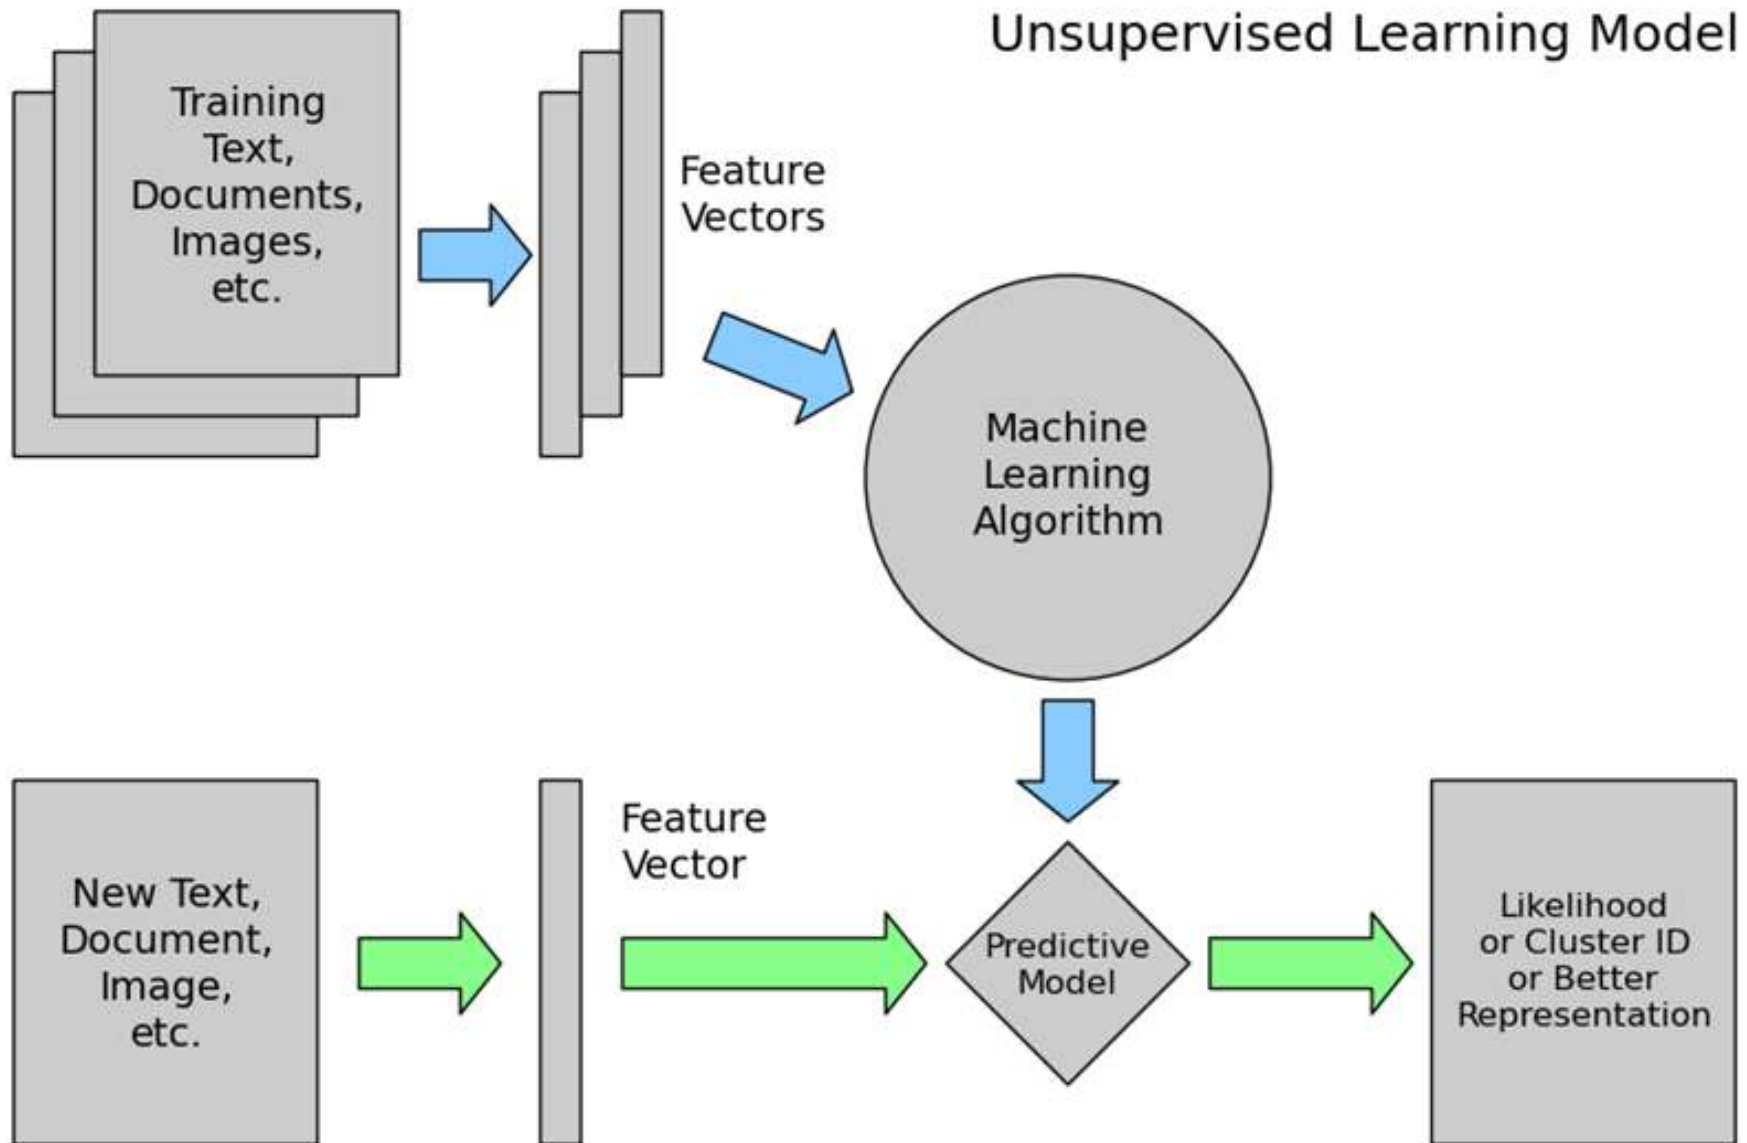 Unsupervised Learning Model
Training
Text,
Documents,
Images,
etc.
Feature
Vectors
Machine
Learning
Algorithm
New Text,
Document,
Image,
etc.
Feature
Vector
Predictive
Model
Likelihood
or Cluster ID
or Better
Representation